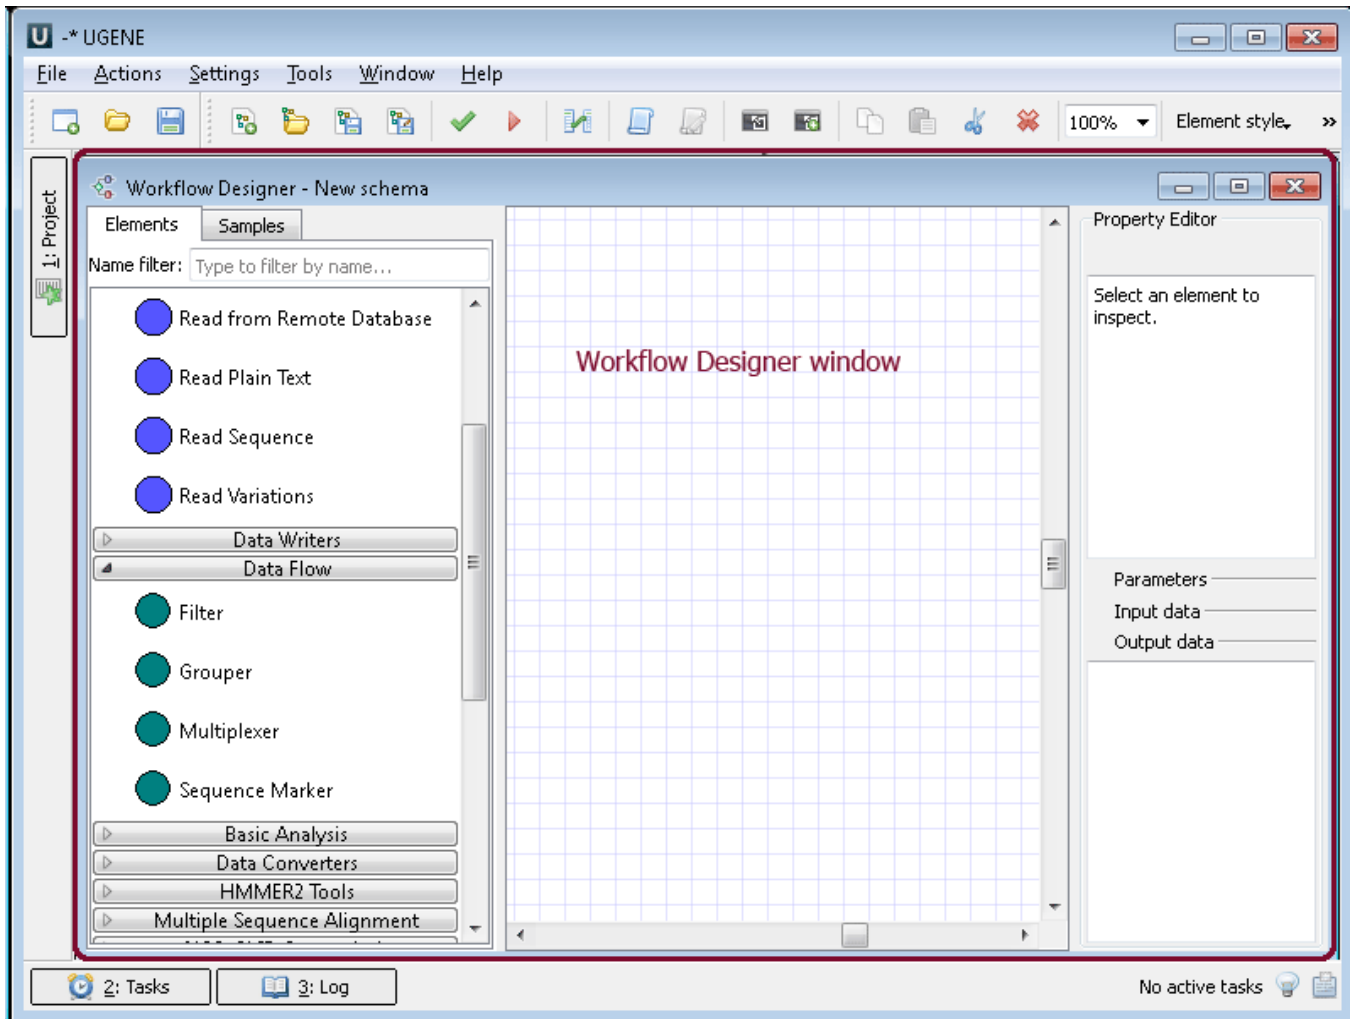 -* UGENE
File Actions Settings Tools Window Help
100% Element style
1: Project
Workflow Designer - New schema
Elements Samples
Name filter: Type to filter by name...
Read from Remote Database
Read Plain Text
Read Sequence
Read Variations
Data Writers
Data Flow
Filter
Grouper
Multiplexer
Sequence Marker
Basic Analysis
Data Converters
HMMER2 Tools
Multiple Sequence Alignment
Workflow Designer window
Property Editor
Select an element to
inspect.
Parameters
Input data
Output data
2: Tasks 3: Log No active tasks